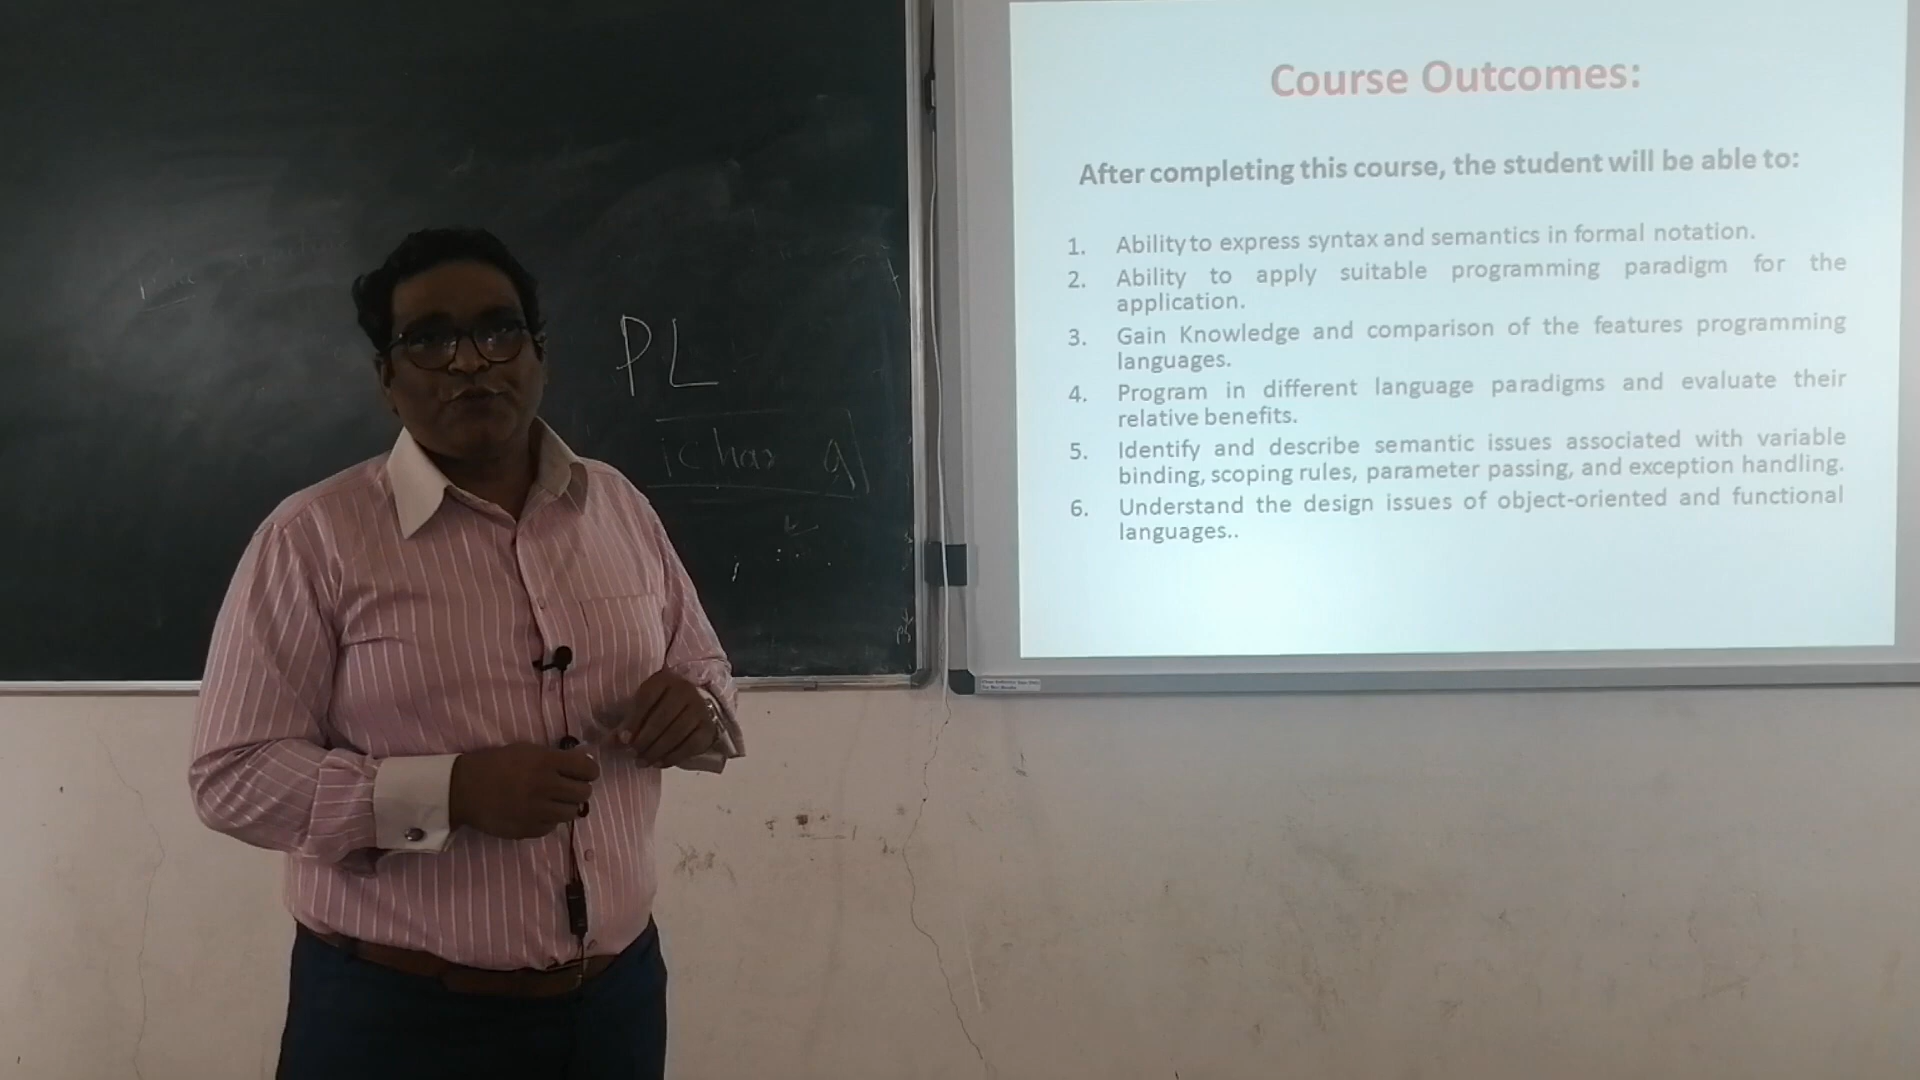 PL
Course Outcomes:
After completing this course, the student will be able to:
1. Ability to express syntax and semantics in formal notation.
2. Ability to apply suitable programming paradigm for the
application.
3. Gain Knowledge and comparison of the features programming
languages.
4. Program in different language paradigms and evaluate their
relative benefits.
5. Identify and describe semantic issues associated with variable
binding, scoping rules, parameter passing, and exception handling.
6. Understand the design issues of object-oriented and functional
languages..